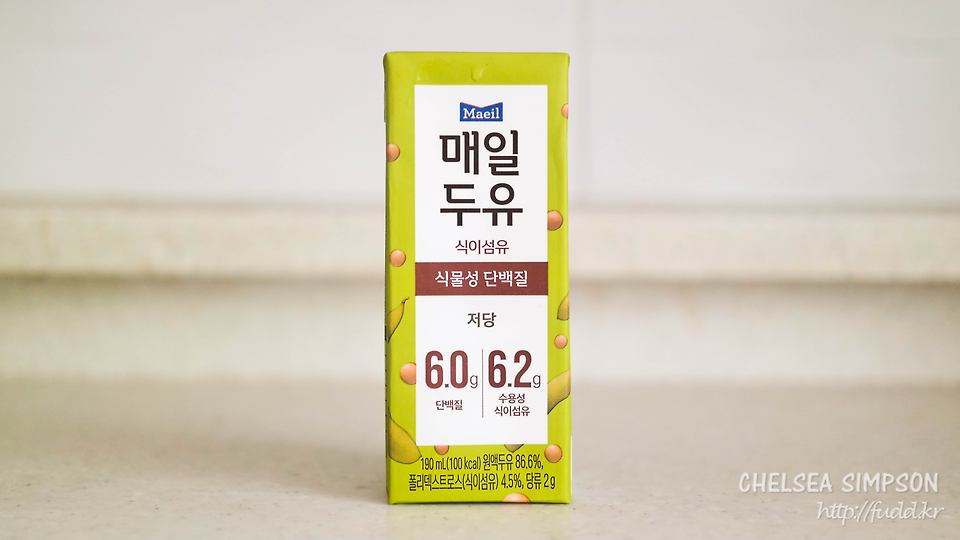 Maeil
매일
두유
식이섬유
식물성 단백질
저당
6.0g 6.2g
단백질 수용성
식이섬유
190 mL(100 kcal) 원액두유 86.6%,
폴리덱스트로스(식이섬유) 4.5%, 당류 2g
CHELSEA SIMPSON
http://fudd.kr